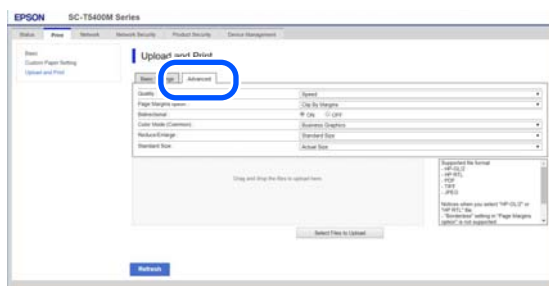 EPSON SC-T5400M Series
Status Print Network Network Security Product Security Device Management
Basic
Custom Paper Setting
Upload and Print
Upload and Print
Basic Advanced
Quality : Speed
Page Margins option : Clip By Margins
Bidirectional : ON OFF
Color Mode (Common) : Business Graphics
Reduce/Enlarge : Standard Size
Standard Size : Actual Size
Drag and drop the files to upload here.
Supported file format
- HP-GL/2
- HP RTL
- PDF
- TIFF
- JPEG
Notices when you select "HP-GL/2" or
"HP RTL" file
- "Borderless" setting in "Page Margins
option" is not supported
Select Files to Upload
Refresh